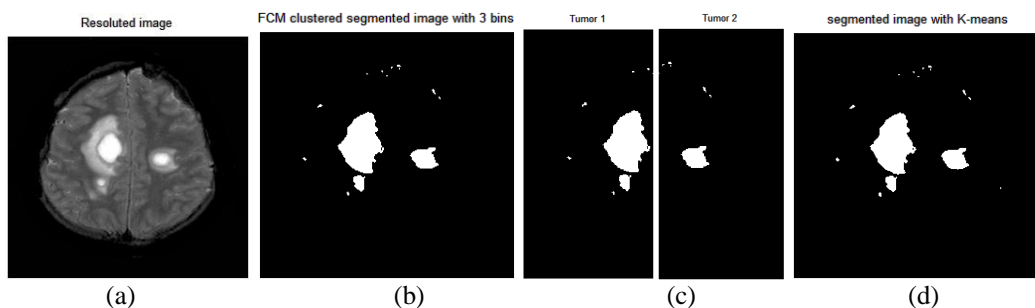 Resoluted image
FCM clustered segmented image with 3 bins
Tumor 1
Tumor 2
segmented image with K-means
(a)
(b)
(c)
(d)